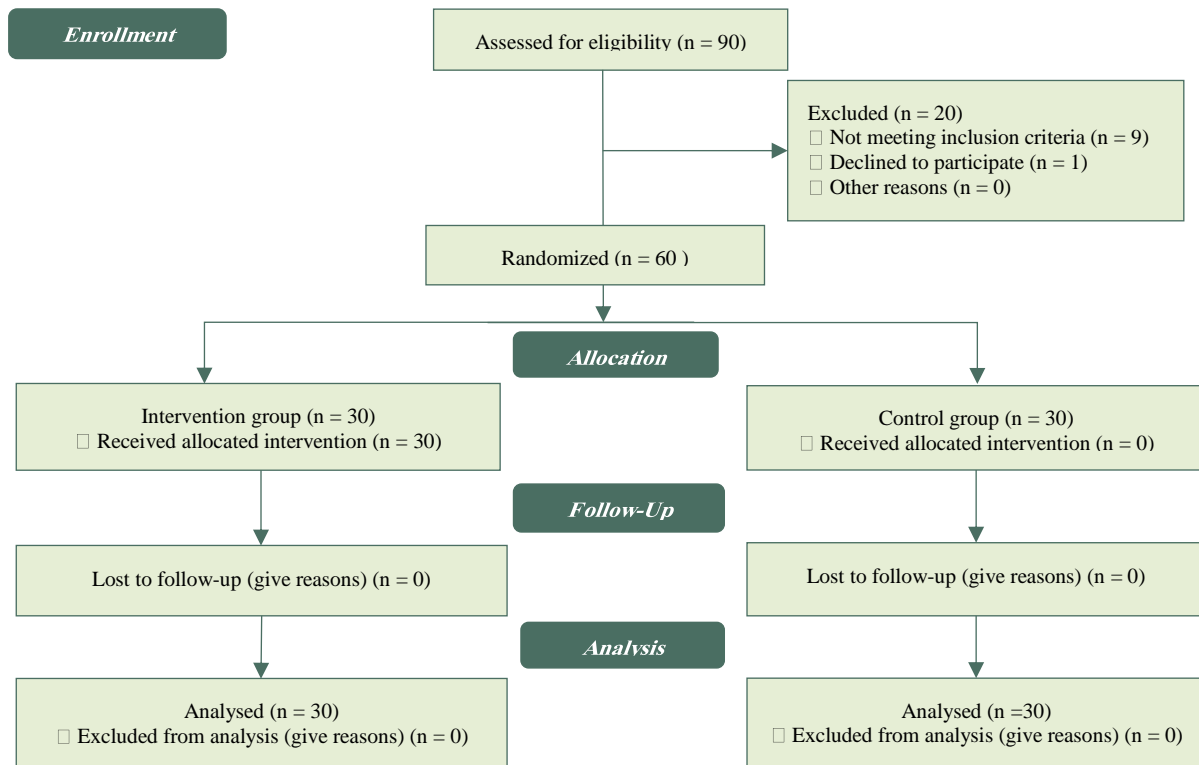 Enrollment
Assessed for eligibility (n = 90)
Excluded (n = 20)
□ Not meeting inclusion criteria (n = 9)
□ Declined to participate (n = 1)
□ Other reasons (n = 0)
Randomized (n = 60 )
Allocation
Intervention group (n = 30)
□ Received allocated intervention (n = 30)
Control group (n = 30)
□ Received allocated intervention (n = 0)
Follow-Up
Lost to follow-up (give reasons) (n = 0)
Lost to follow-up (give reasons) (n = 0)
Analysis
Analysed (n = 30)
□ Excluded from analysis (give reasons) (n = 0)
Analysed (n =30)
□ Excluded from analysis (give reasons) (n = 0)